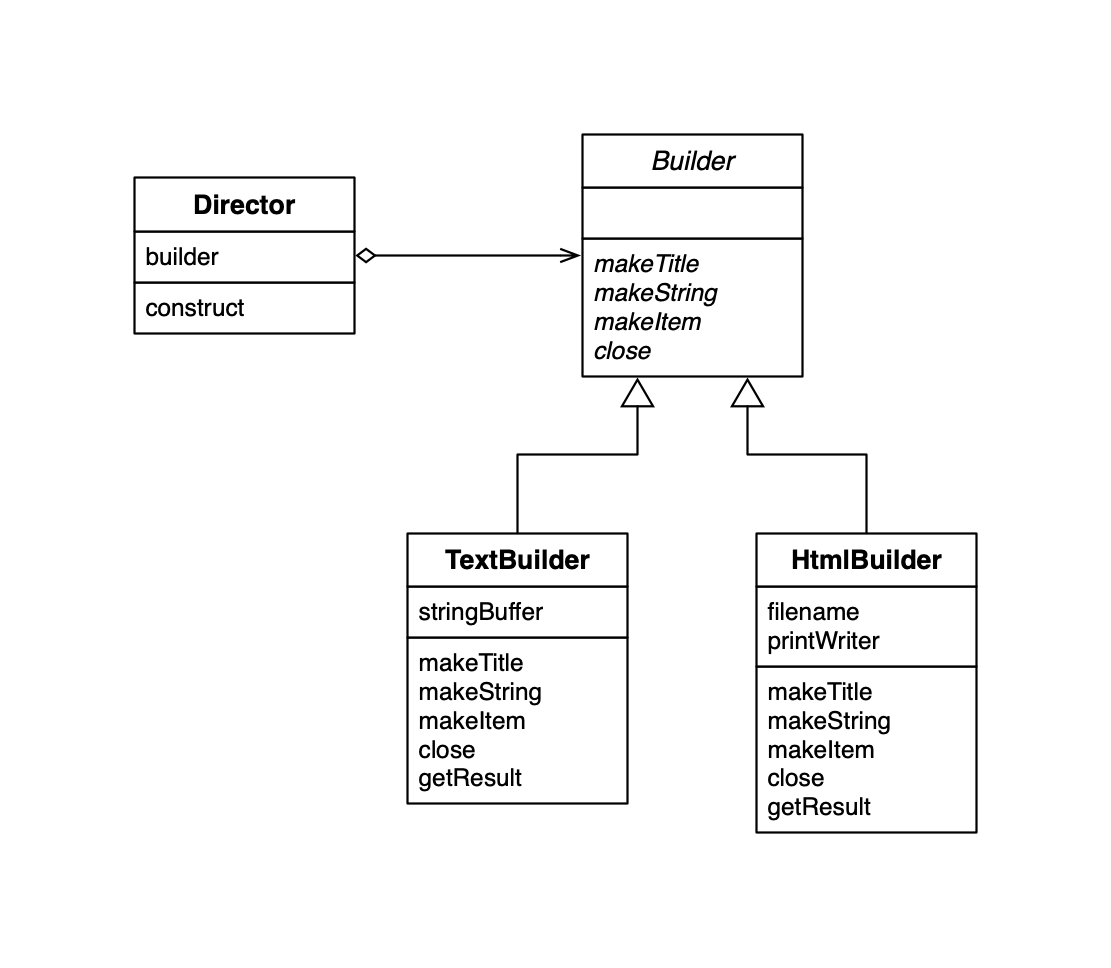 Director
builder
construct
Builder
makeTitle
makeString
makeItem
close
TextBuilder
stringBuffer
makeTitle
makeString
makeItem
close
getResult
HtmlBuilder
filename
printWriter
makeTitle
makeString
makeItem
close
getResult